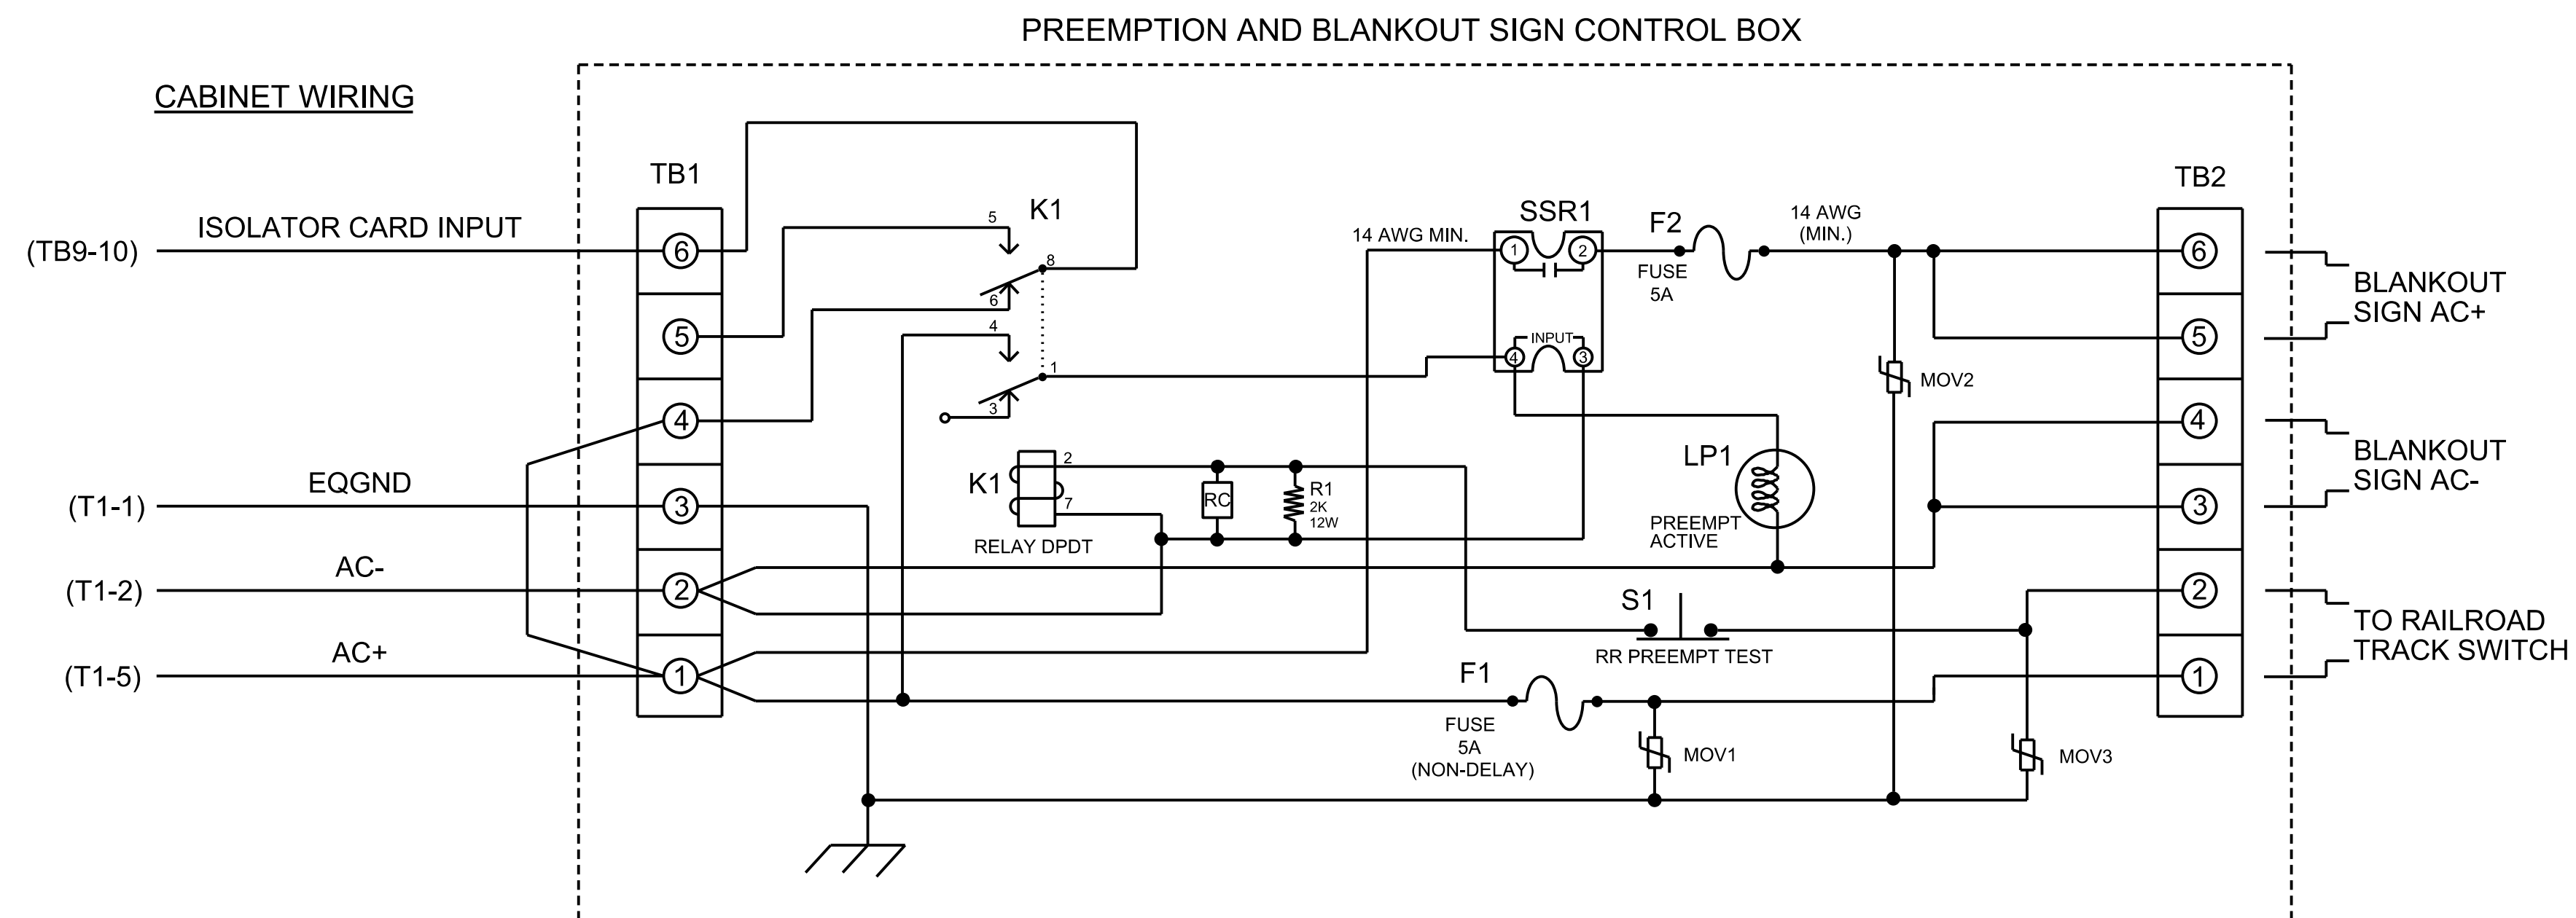 PREEMPTION AND BLANKOUT SIGN CONTROL BOX
CABINET WIRING
TB1
TB2
(TB9-10)
ISOLATOR CARD INPUT
(T1-1)
EQGND
(T1-2)
AC-
(T1-5)
AC+
6
5
4
3
2
1
K1
5
8
6
4
1
3
K1
2
7
RELAY DPDT
RC
R1
2K
12W
14 AWG MIN.
SSR1
1
2
INPUT
4
3
F2
FUSE
5A
14 AWG
(MIN.)
MOV2
LP1
PREEMPT
ACTIVE
S1
RR PREEMPT TEST
F1
FUSE
5A
(NON-DELAY)
MOV1
MOV3
6
5
4
3
2
1
BLANKOUT
SIGN AC+
BLANKOUT
SIGN AC-
TO RAILROAD
TRACK SWITCH